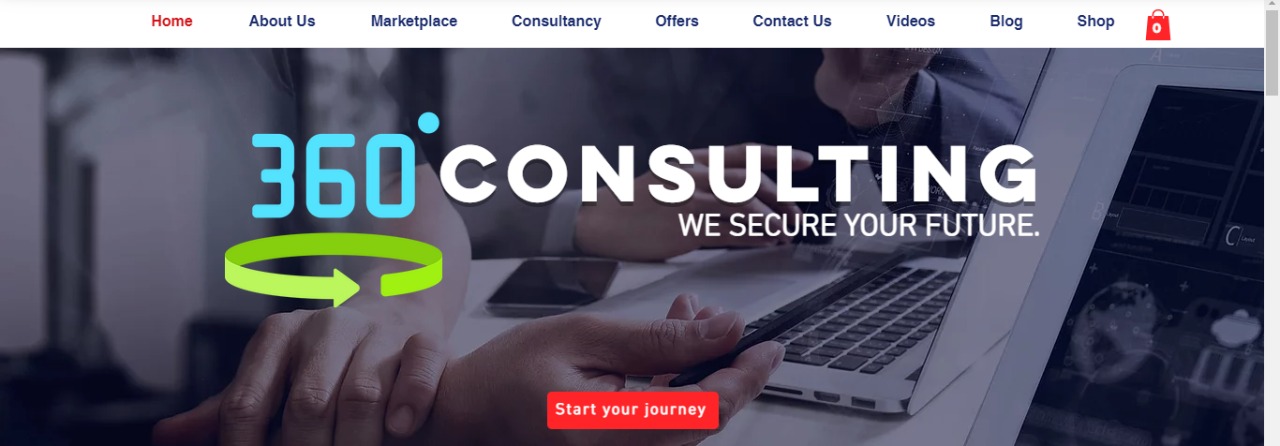 Home About Us Marketplace Consultancy Offers Contact Us Videos Blog Shop 0
360° CONSULTING
WE SECURE YOUR FUTURE.
Start your journey